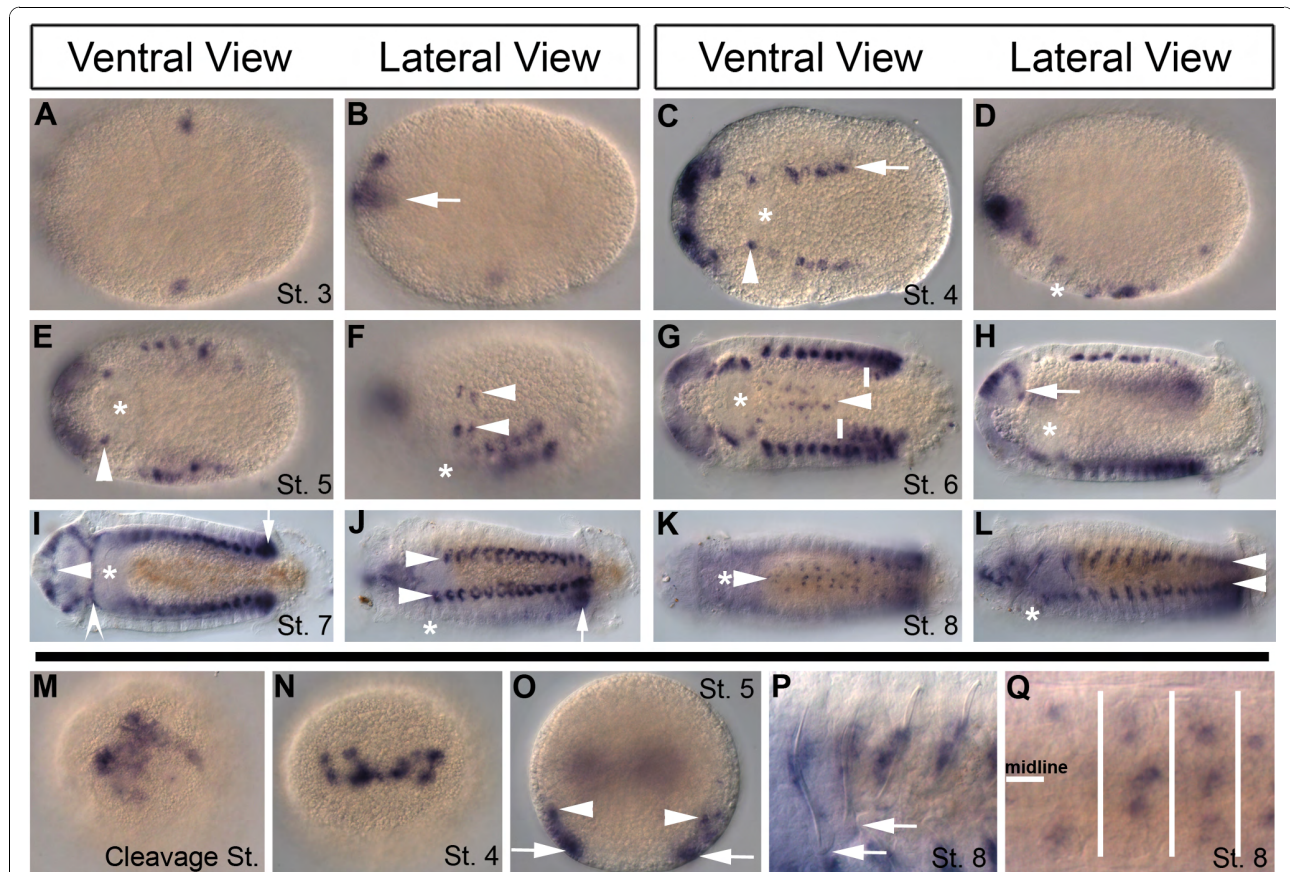 Ventral View Lateral View Ventral View Lateral View
A B C D
St. 3 St. 4
E F G H
* * * *
St. 5 St. 6
I J K L
* * * *
St. 7 St. 8
M N O St. 5 P Q
midline
Cleavage St. St. 4 St. 8 St. 8